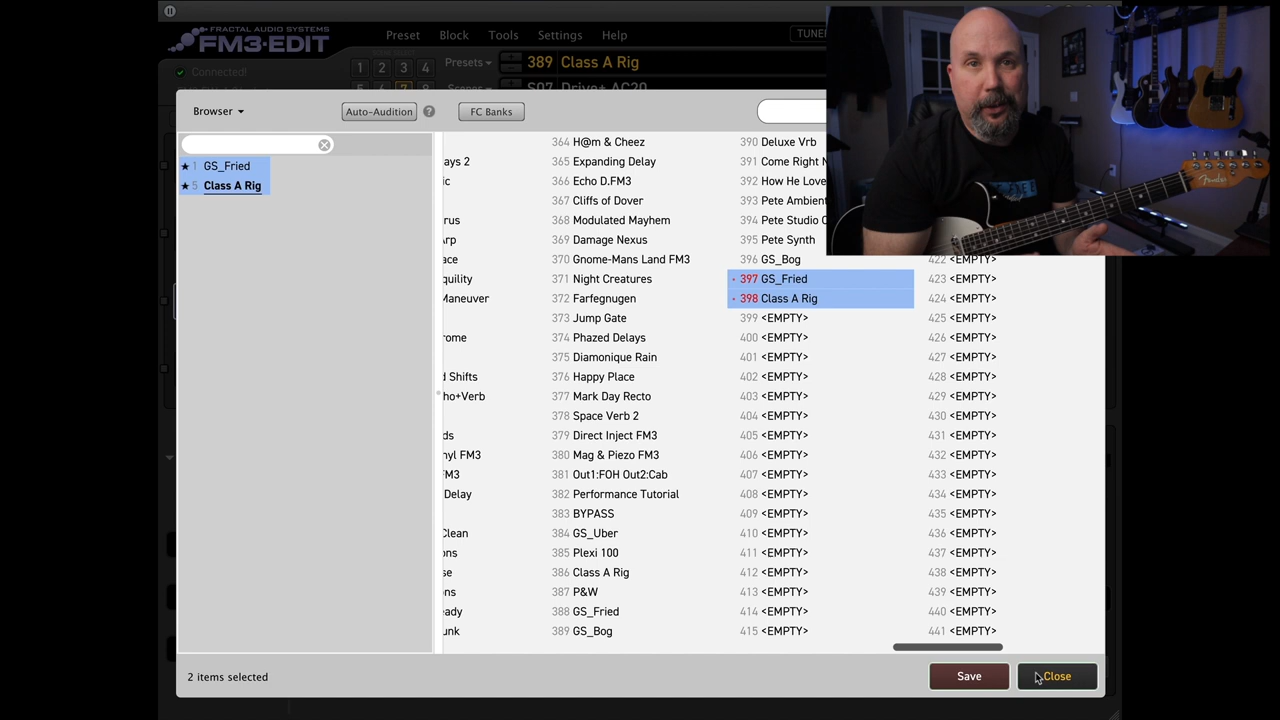 FRACTAL AUDIO SYSTEMS
FM3-EDIT
Preset Block Tools Settings Help
TUNE
Connected!
1 2 3 4
Presets
389 Class A Rig
S07 Drive+ AC20
Browser
Auto-Audition
?
FC Banks
1 GS_Fried
5 Class A Rig
ays 2
ic
rus
Arp
ace
quility
Maneuver
rome
d Shifts
ho+Verb
ds
nyl FM3
FM3
Delay
Clean
ons
se
ns
eady
unk
364 H@m & Cheez
365 Expanding Delay
366 Echo D.FM3
367 Cliffs of Dover
368 Modulated Mayhem
369 Damage Nexus
370 Gnome-Mans Land FM3
371 Night Creatures
372 Farfegnugen
373 Jump Gate
374 Phazed Delays
375 Diamonique Rain
376 Happy Place
377 Mark Day Recto
378 Space Verb 2
379 Direct Inject FM3
380 Mag & Piezo FM3
381 Out1:FOH Out2:Cab
382 Performance Tutorial
383 BYPASS
384 GS_Uber
385 Plexi 100
386 Class A Rig
387 P&W
388 GS_Fried
389 GS_Bog
390 Deluxe Vrb
391 Come Right N
392 How He Love
393 Pete Ambient
394 Pete Studio C
395 Pete Synth
396 GS_Bog
397 GS_Fried
398 Class A Rig
399 <EMPTY>
400 <EMPTY>
401 <EMPTY>
402 <EMPTY>
403 <EMPTY>
404 <EMPTY>
405 <EMPTY>
406 <EMPTY>
407 <EMPTY>
408 <EMPTY>
409 <EMPTY>
410 <EMPTY>
411 <EMPTY>
412 <EMPTY>
413 <EMPTY>
414 <EMPTY>
415 <EMPTY>
422 <EMPTY>
423 <EMPTY>
424 <EMPTY>
425 <EMPTY>
426 <EMPTY>
427 <EMPTY>
428 <EMPTY>
429 <EMPTY>
430 <EMPTY>
431 <EMPTY>
432 <EMPTY>
433 <EMPTY>
434 <EMPTY>
435 <EMPTY>
436 <EMPTY>
437 <EMPTY>
438 <EMPTY>
439 <EMPTY>
440 <EMPTY>
441 <EMPTY>
2 items selected
Save
Close
Fender